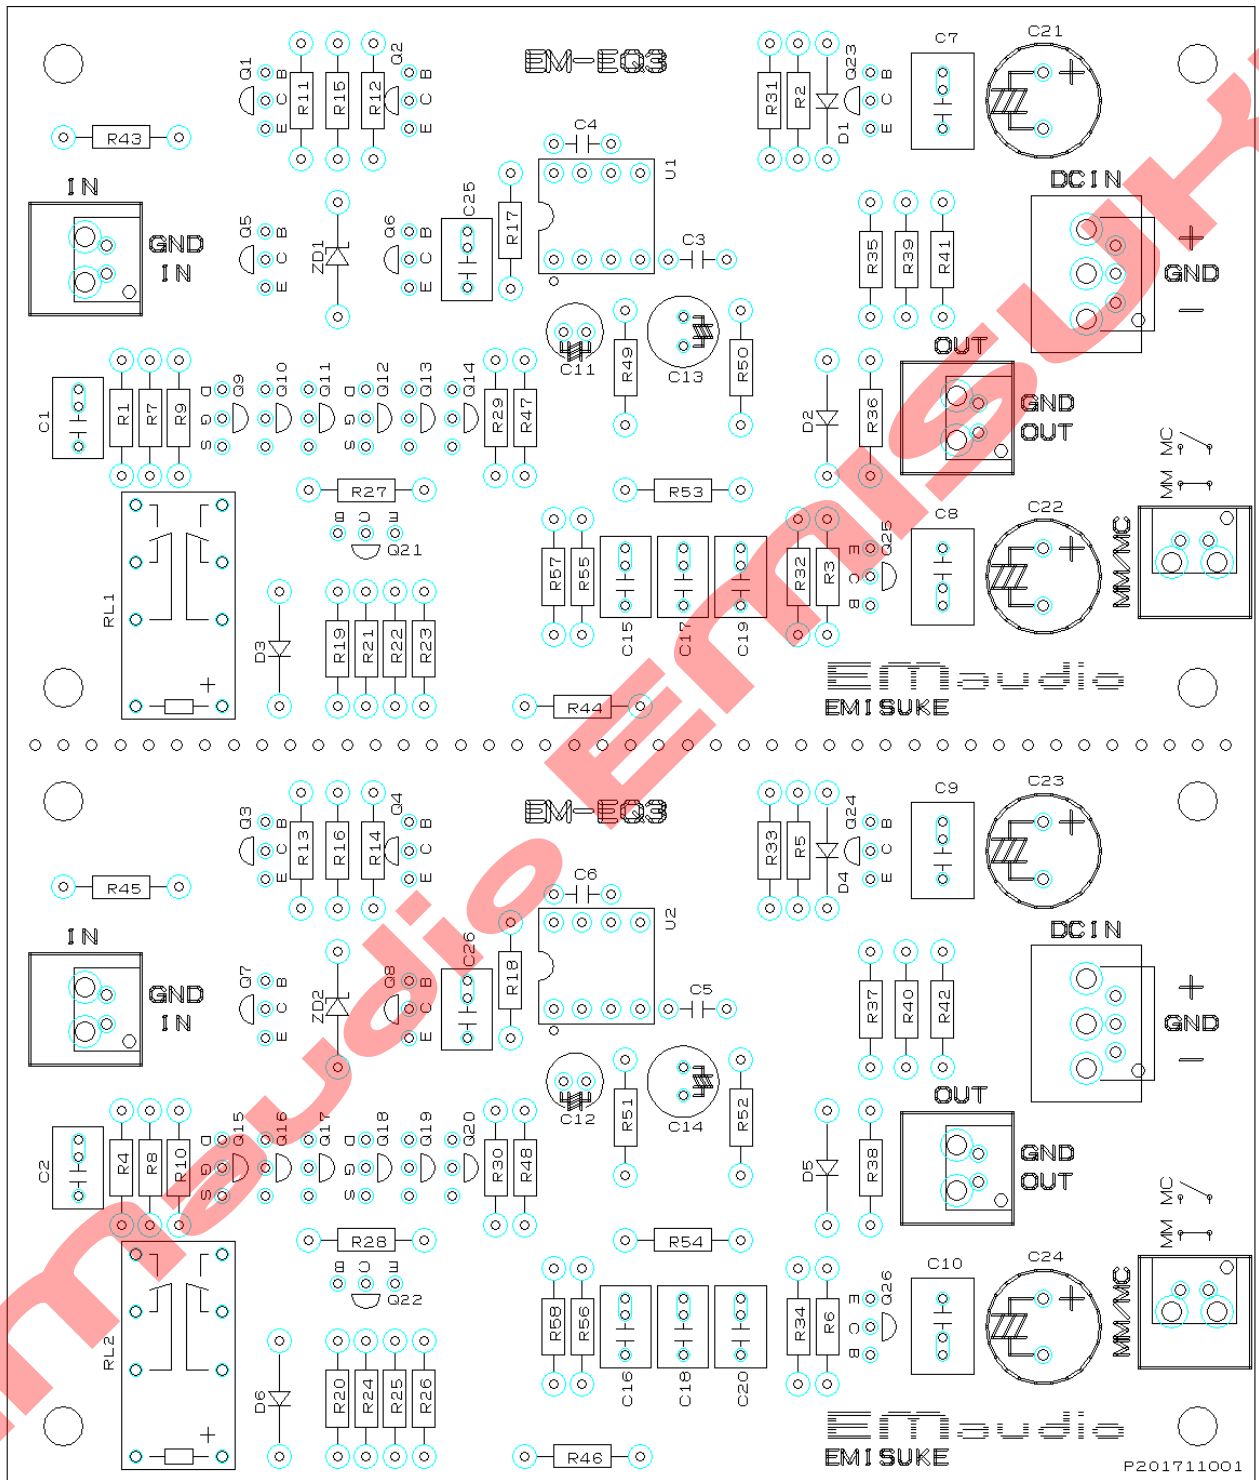 EM-EQ3
Q1
B
C
E
R11
R15
R12
Q2
B
C
E
R43
C4
U1
R31
R2
D1
Q23
B
C
E
C7
C21
+
IN
GND
IN
Q5
B
C
E
ZD1
Q6
B
C
E
C25
R17
C3
R35
R39
R41
DCIN
+
GND
-
C11
R49
C13
R50
OUT
GND
OUT
C1
R1
R7
R9
D
G
S
Q9
Q10
Q11
D
G
S
Q12
Q13
Q14
R29
R47
D2
R36
MC
MM
R27
R53
B
C
E
Q21
R57
R55
C15
C17
C19
R32
R3
E
C
B
Q25
C8
C22
+
MM/MC
RL1
+
D3
R19
R21
R22
R23
R44
EMaudio
EMISUKE
EM-EQ3
Q3
B
C
E
R13
R16
R14
Q4
B
C
E
R45
C6
U2
R33
R5
D4
Q24
B
C
E
C9
C23
+
IN
GND
IN
Q7
B
C
E
ZD2
Q8
B
C
E
C26
R18
C5
R37
R40
R42
DCIN
+
GND
-
C12
R51
C14
R52
OUT
GND
OUT
C2
R4
R8
R10
D
G
S
Q15
Q16
Q17
D
G
S
Q18
Q19
Q20
R30
R48
D5
R38
MC
MM
R28
R54
B
C
E
Q22
R58
R56
C16
C18
C20
R34
R6
E
C
B
Q26
C10
C24
+
MM/MC
RL2
+
D6
R20
R24
R25
R26
R46
EMaudio
EMISUKE
P201711001